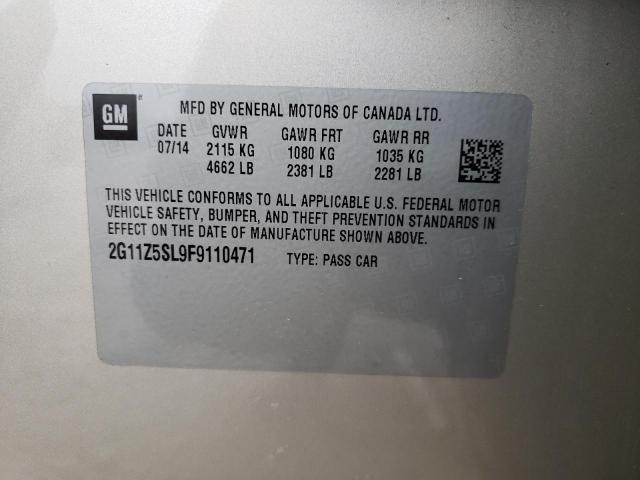 GM
MFD BY GENERAL MOTORS OF CANADA LTD.
DATE GVWR GAWR FRT GAWR RR
07/14 2115 KG 1080 KG 1035 KG
4662 LB 2381 LB 2281 LB
THIS VEHICLE CONFORMS TO ALL APPLICABLE U.S. FEDERAL MOTOR
VEHICLE SAFETY, BUMPER, AND THEFT PREVENTION STANDARDS IN
EFFECT ON THE DATE OF MANUFACTURE SHOWN ABOVE.
2G11Z5SL9F9110471 TYPE: PASS CAR